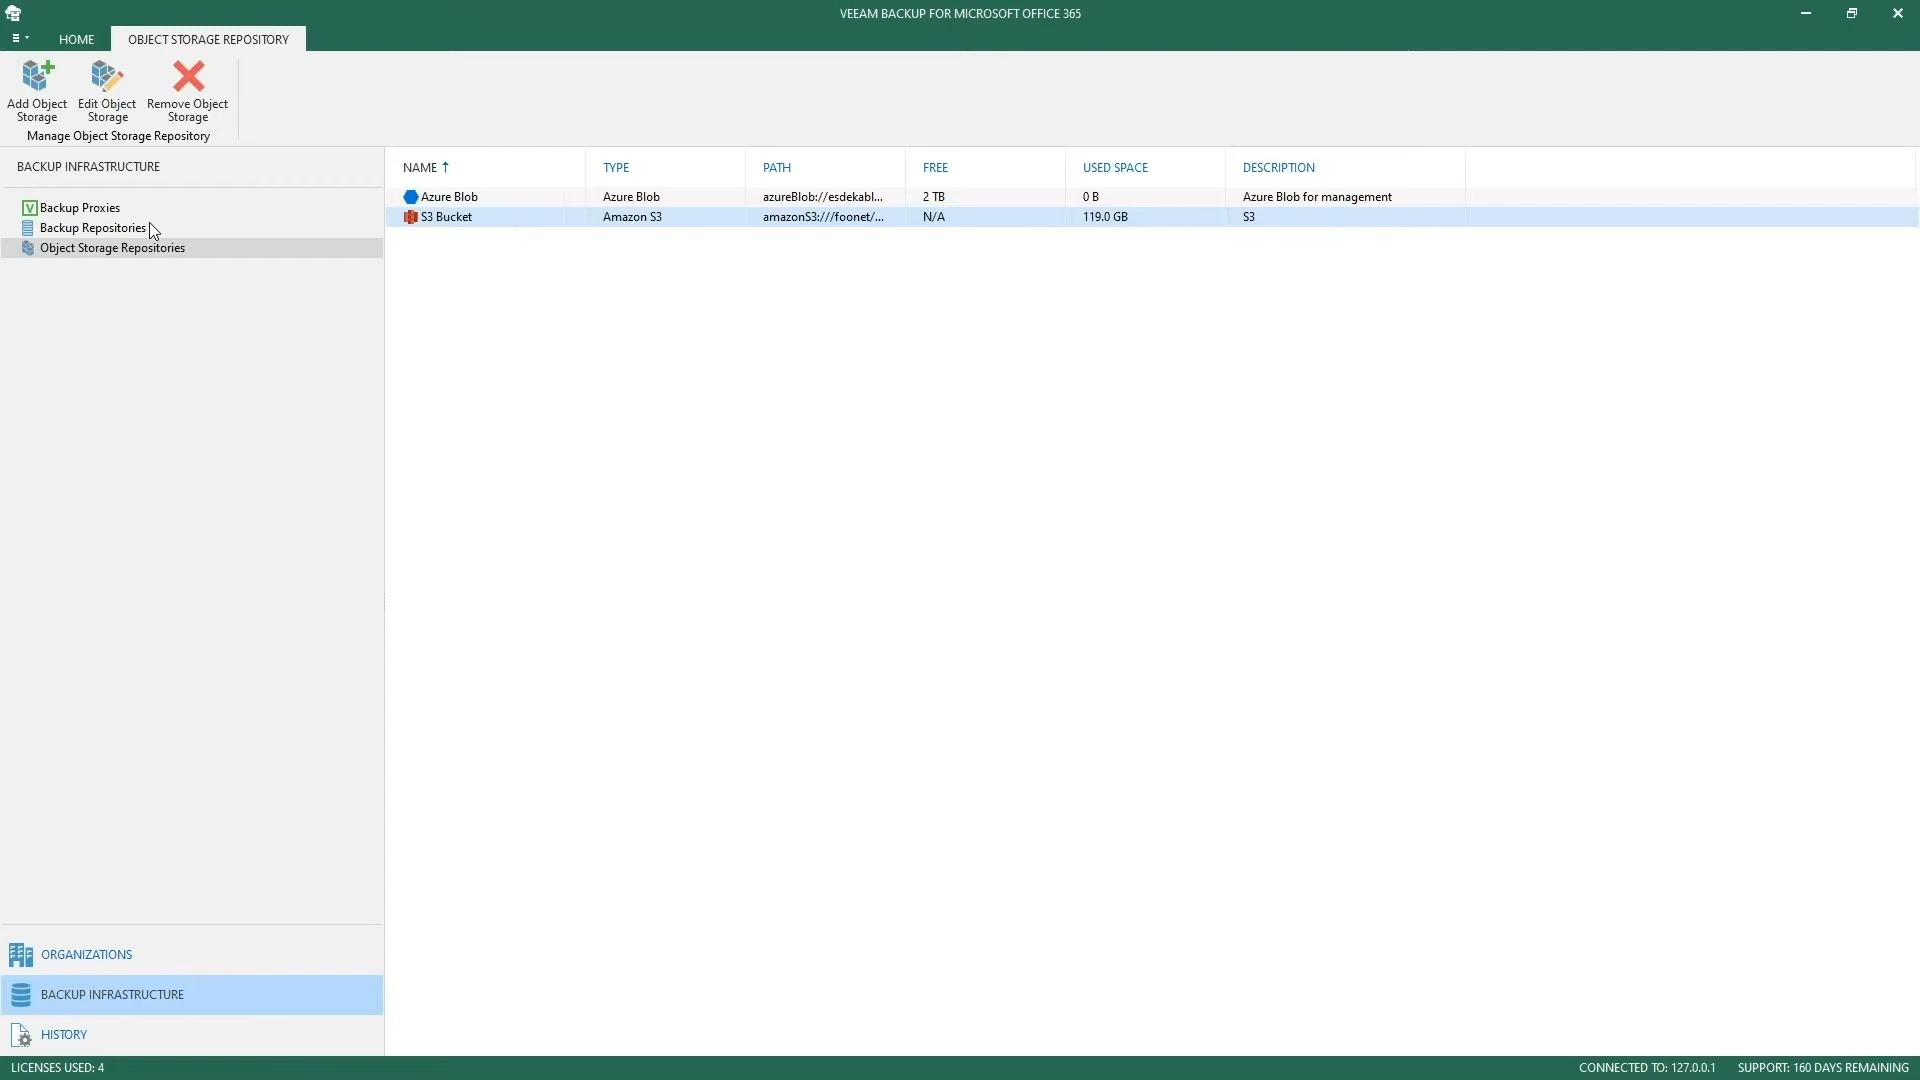 VEEAM BACKUP FOR MICROSOFT OFFICE 365
HOME
OBJECT STORAGE REPOSITORY
Add Object
Storage
Edit Object
Storage
Remove Object
Storage
Manage Object Storage Repository
BACKUP INFRASTRUCTURE
Backup Proxies
Backup Repositories
Object Storage Repositories
NAME TYPE PATH FREE USED SPACE DESCRIPTION
Azure Blob Azure Blob azureBlob://esdekabl... 2 TB 0 B Azure Blob for management
S3 Bucket Amazon S3 amazonS3:///foonet/... N/A 119.0 GB S3
ORGANIZATIONS
BACKUP INFRASTRUCTURE
HISTORY
LICENSES USED: 4
CONNECTED TO: 127.0.0.1
SUPPORT: 160 DAYS REMAINING